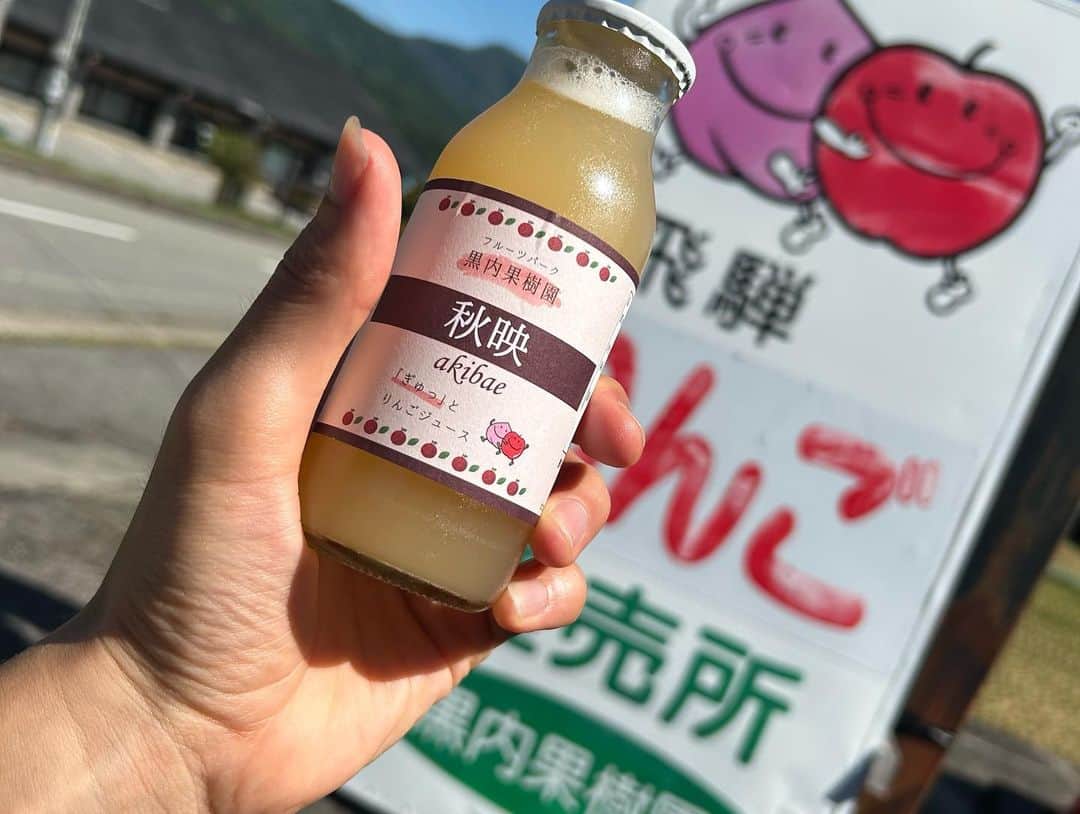 フルーツパーク
黒内果樹園
秋映
akibae
「ぎゅっ」と
りんごジュース
飛騨
んご
売所
黒内果樹園